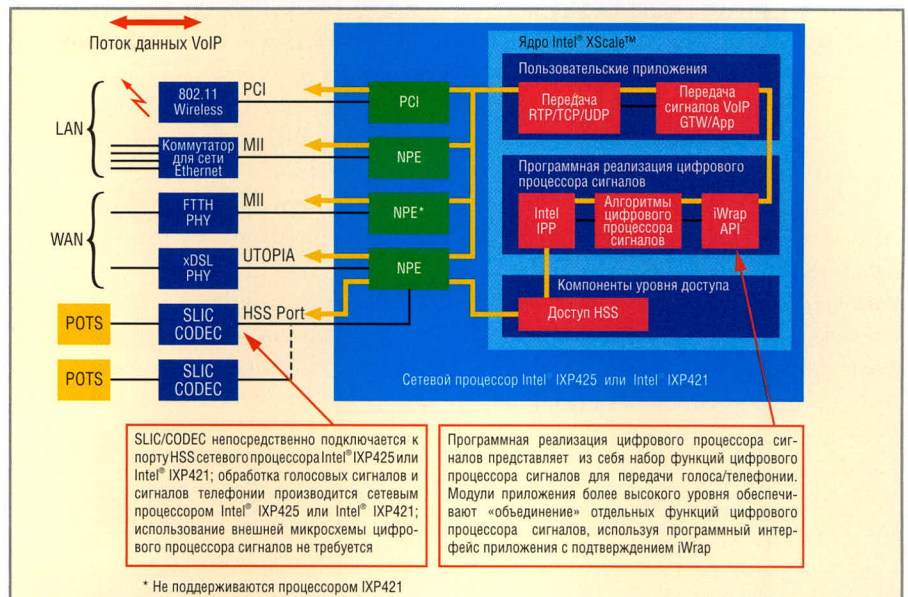 Поток данных VoIP
LAN
WAN
802.11
Wireless
PCI
Коммутатор
для сети
Ethernet
MII
FTTH
PHY
MII
xDSL
PHY
UTOPIA
POTS
SLIC
CODEC
HSS Port
POTS
SLIC
CODEC
PCI
NPE
NPE*
NPE
Ядро Intel® XScale™
Пользовательские приложения
Передача
RTP/TCP/UDP
Передача
сигналов VoIP
GTW/App
Программная реализация цифрового
процессора сигналов
Intel
IPP
Алгоритмы
цифрового
процессора
сигналов
iWrap
API
Компоненты уровня доступа
Доступ HSS
Сетевой процессор Intel® IXP425 или Intel® IXP421
SLIC/CODEC непосредственно подключается к
порту HSS сетевого процессора Intel® IXP425 или
Intel® IXP421; обработка голосовых сигналов и
сигналов телефонии производится сетевым
процессором Intel® IXP425 или Intel® IXP421;
использование внешней микросхемы цифро-
вого процессора сигналов не требуется
Программная реализация цифрового процессора сиг-
налов представляет из себя набор функций цифрового
процессора сигналов для передачи голоса/телефонии.
Модули приложения более высокого уровня обеспечи-
вают «объединение» отдельных функций цифрового
процессора сигналов, используя программный интер-
фейс приложения с подтверждением iWrap
* Не поддерживаются процессором IXP421